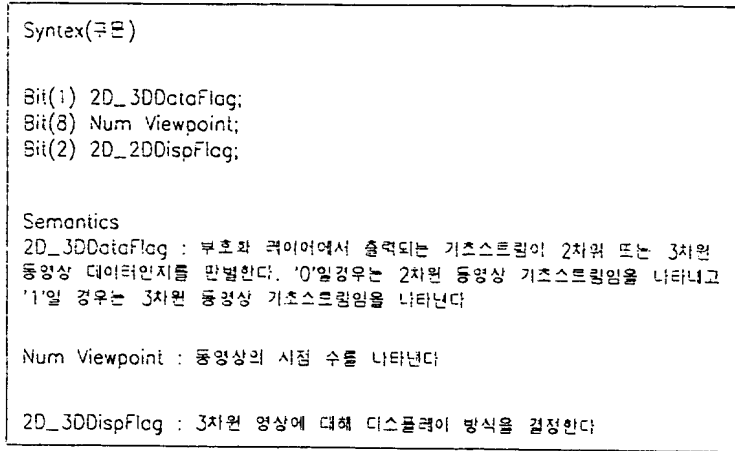 Syntex(구문)
Bit(1) 2D_3DDataFlag;
Bit(8) Num Viewpoint;
Bit(2) 2D_2DDispFlag;
Semantics
2D_3DDataFlag : 부호화 레이어에서 출력되는 기초스트림이 2차원 또는 3차원
동영상 데이터인지를 판별한다. '0'일경우는 2차원 동영상 기초스트림임을 나타내고
'1'일 경우는 3차원 동영상 기초스트림임을 나타낸다
Num Viewpoint : 동영상의 시점 수를 나타낸다
2D_3DDispFlag : 3차원 영상에 대해 디스플레이 방식을 결정한다